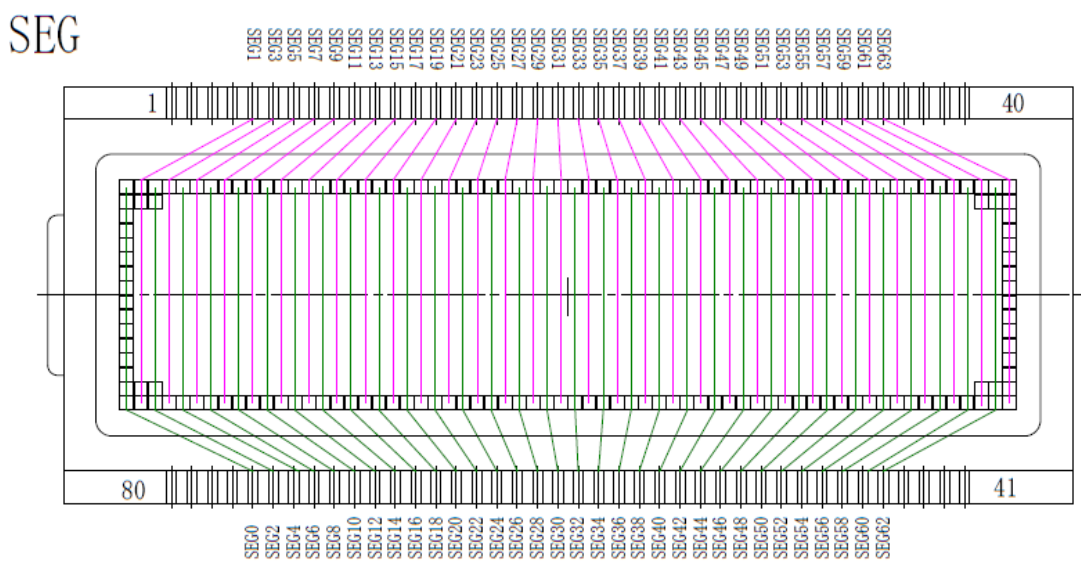 SEG
SEG1 SEG3 SEG5 SEG7 SEG9 SEG11 SEG13 SEG15 SEG17 SEG19 SEG21 SEG23 SEG25 SEG27 SEG29 SEG31 SEG33 SEG35 SEG37 SEG39 SEG41 SEG43 SEG45 SEG47 SEG49 SEG51 SEG53 SEG55 SEG57 SEG59 SEG61 SEG63
1 40
80 41
SEG0 SEG2 SEG4 SEG6 SEG8 SEG10 SEG12 SEG14 SEG16 SEG18 SEG20 SEG22 SEG24 SEG26 SEG28 SEG30 SEG32 SEG34 SEG36 SEG38 SEG40 SEG42 SEG44 SEG46 SEG48 SEG50 SEG52 SEG54 SEG56 SEG58 SEG60 SEG62